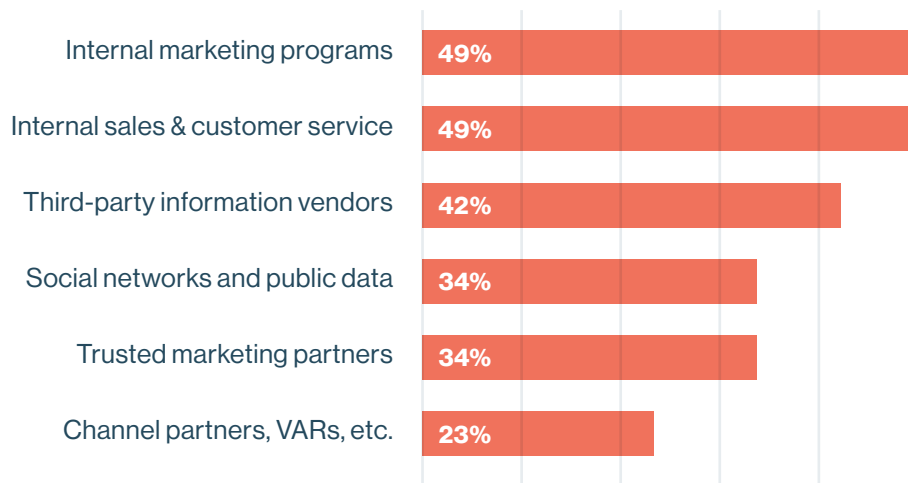 Internal marketing programs 49%
Internal sales & customer service 49%
Third-party information vendors 42%
Social networks and public data 34%
Trusted marketing partners 34%
Channel partners, VARs, etc. 23%